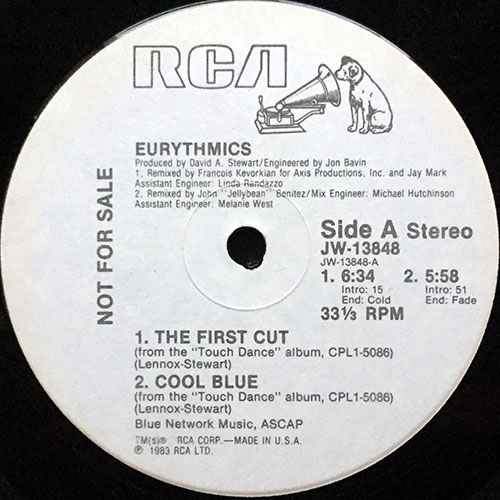 RCA
EURYTHMICS
Produced by David A. Stewart/Engineered by Jon Bavin
1. Remixed by Francois Kevorkian for Axis Productions, Inc. and Jay Mark
Assistant Engineer: Linda Randazzo
2. Remixed by John "Jellybean" Benitez/Mix Engineer: Michael Hutchinson
Assistant Engineer: Melanie West
NOT FOR SALE
Side A Stereo
JW-13848
JW-13848-A
1. 6:34 2. 5:58
Intro: 15 Intro: 51
End: Cold End: Fade
33⅓ RPM
1. THE FIRST CUT
(from the "Touch Dance" album, CPL1-5086)
(Lennox-Stewart)
2. COOL BLUE
(from the "Touch Dance" album, CPL1-5086)
(Lennox-Stewart)
Blue Network Music, ASCAP
TM(s)® RCA CORP.—MADE IN U.S.A.
℗ 1983 RCA LTD.